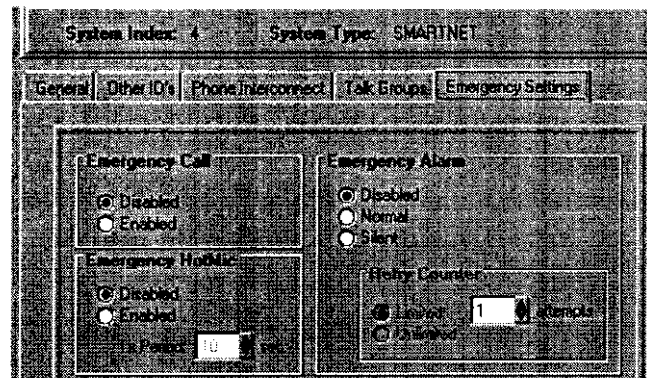 System Index: 4 System Type: SMARTNET
General Other ID's Phone Interconnect Talk Groups Emergency Settings
Emergency Call
Disabled
Enabled
Emergency HotMic
Disabled
Enabled
Period: 10 sec
Emergency Alarm
Disabled
Normal
Silent
Retry Counter
Limited 1 attempts
Unlimited